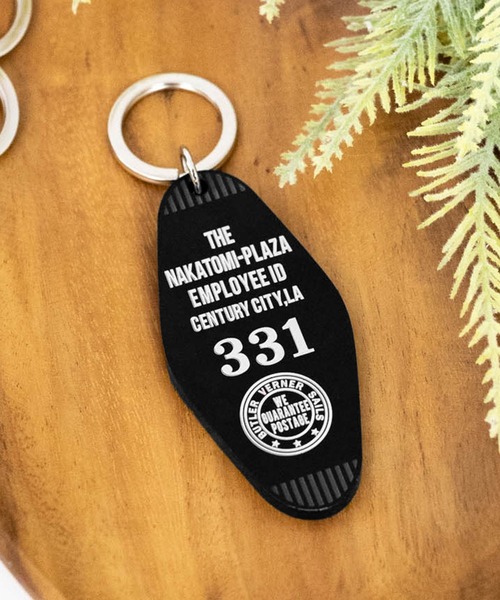 THE
NAKATOMI-PLAZA
EMPLOYEE ID
CENTURY CITY,LA
331
BUTLER VERNER SAILS
WE
GUARANTEE
POSTAGE